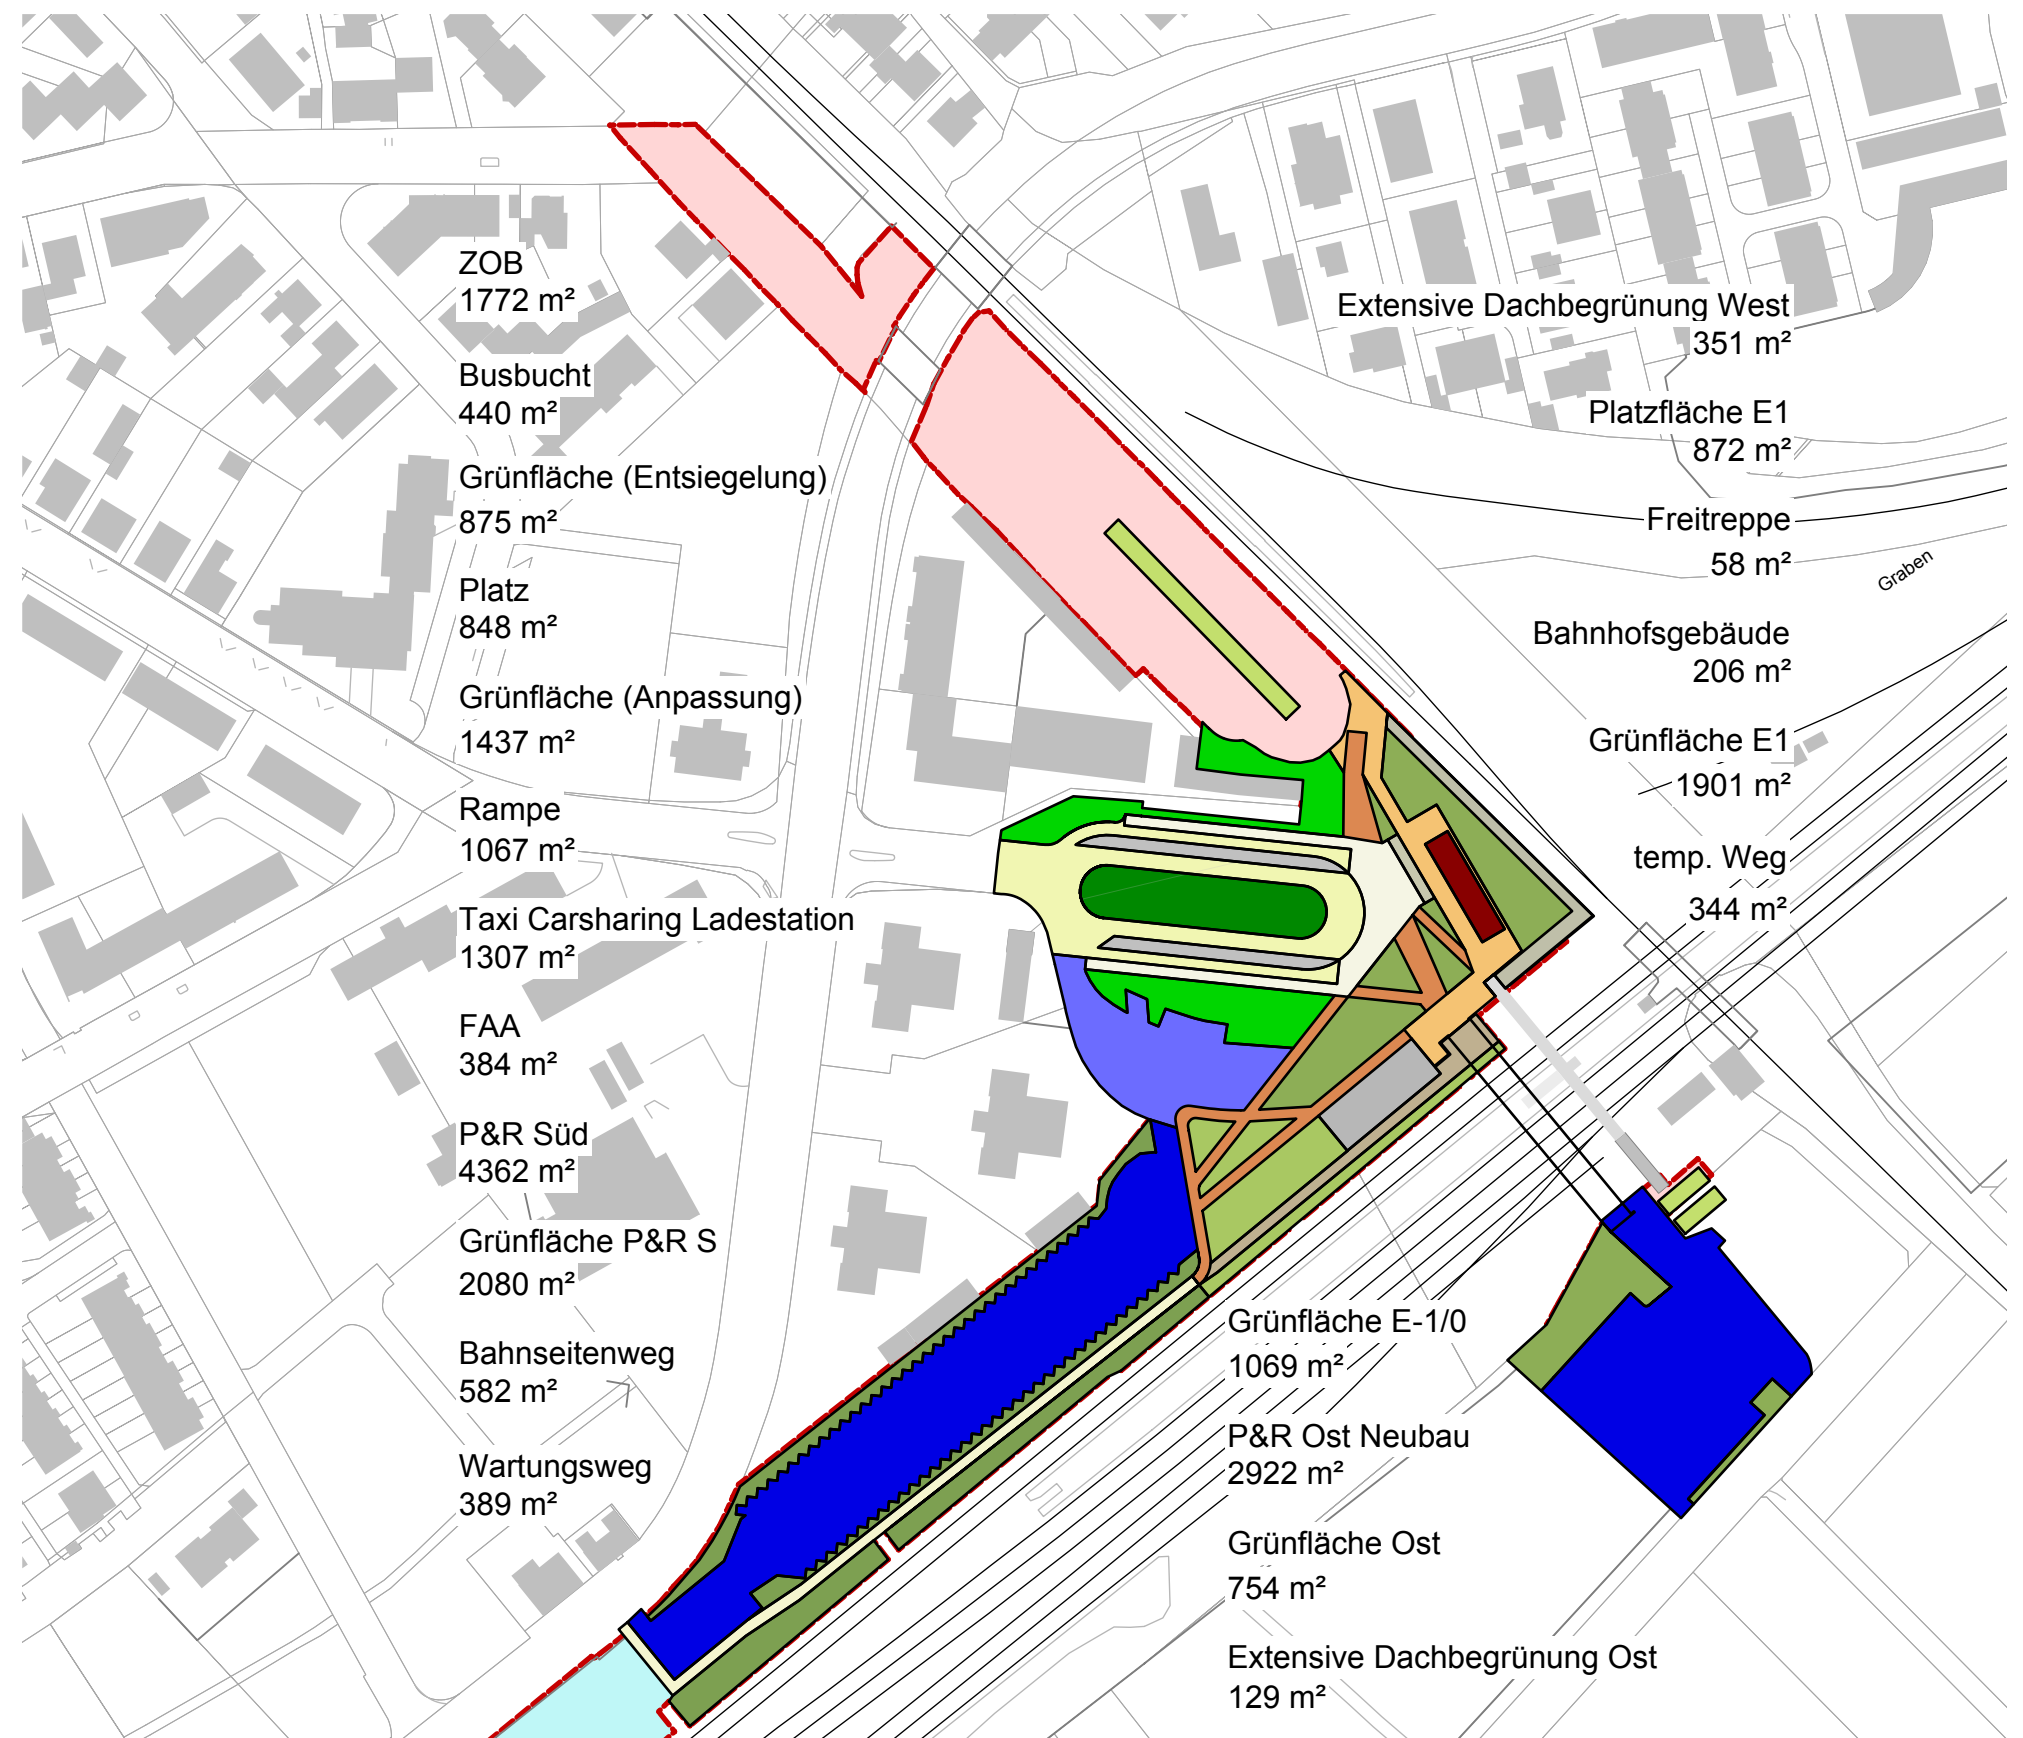 ZOB
1772 m²
Busbucht
440 m²
Grünfläche (Entsiegelung)
875 m²
Platz
848 m²
Grünfläche (Anpassung)
1437 m²
Rampe
1067 m²
Taxi Carsharing Ladestation
1307 m²
FAA
384 m²
P&R Süd
4362 m²
Grünfläche P&R S
2080 m²
Bahnseitenweg
582 m²
Wartungsweg
389 m²
Extensive Dachbegrünung West
351 m²
Platzfläche E1
872 m²
Freitreppe
58 m²
Graben
Bahnhofsgebäude
206 m²
Grünfläche E1
1901 m²
temp. Weg
344 m²
Grünfläche E-1/0
1069 m²
P&R Ost Neubau
2922 m²
Grünfläche Ost
754 m²
Extensive Dachbegrünung Ost
129 m²